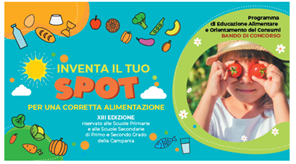 INVENTA IL TUO
SPOT
PER UNA CORRETTA ALIMENTAZIONE
XIII EDIZIONE
riservato alle Scuole Primarie
e alle Scuole Secondarie
di Primo e Secondo Grado
della Campania
Programma
di Educazione Alimentare
e Orientamento dei Consumi
BANDO DI CONCORSO